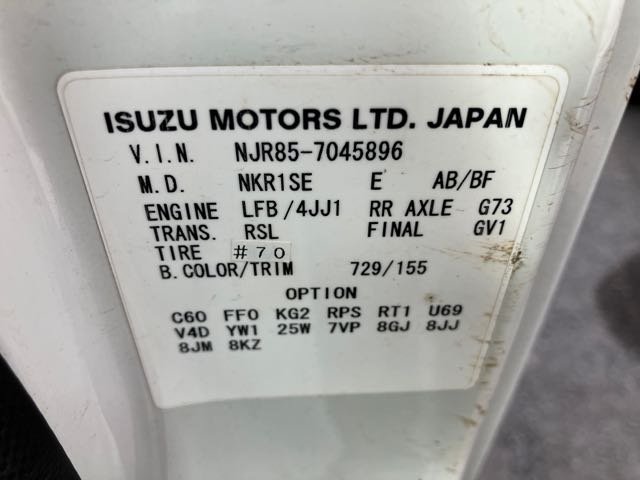 ISUZU MOTORS LTD. JAPAN
V.I.N. NJR85-7045896
M.D. NKR1SE E AB/BF
ENGINE LFB/4JJ1 RR AXLE G73
TRANS. RSL FINAL GV1
TIRE #70
B.COLOR/TRIM 729/155
OPTION
C60 FF0 KG2 RPS RT1 U69
V4D YW1 25W 7VP 8GJ 8JJ
8JM 8KZ